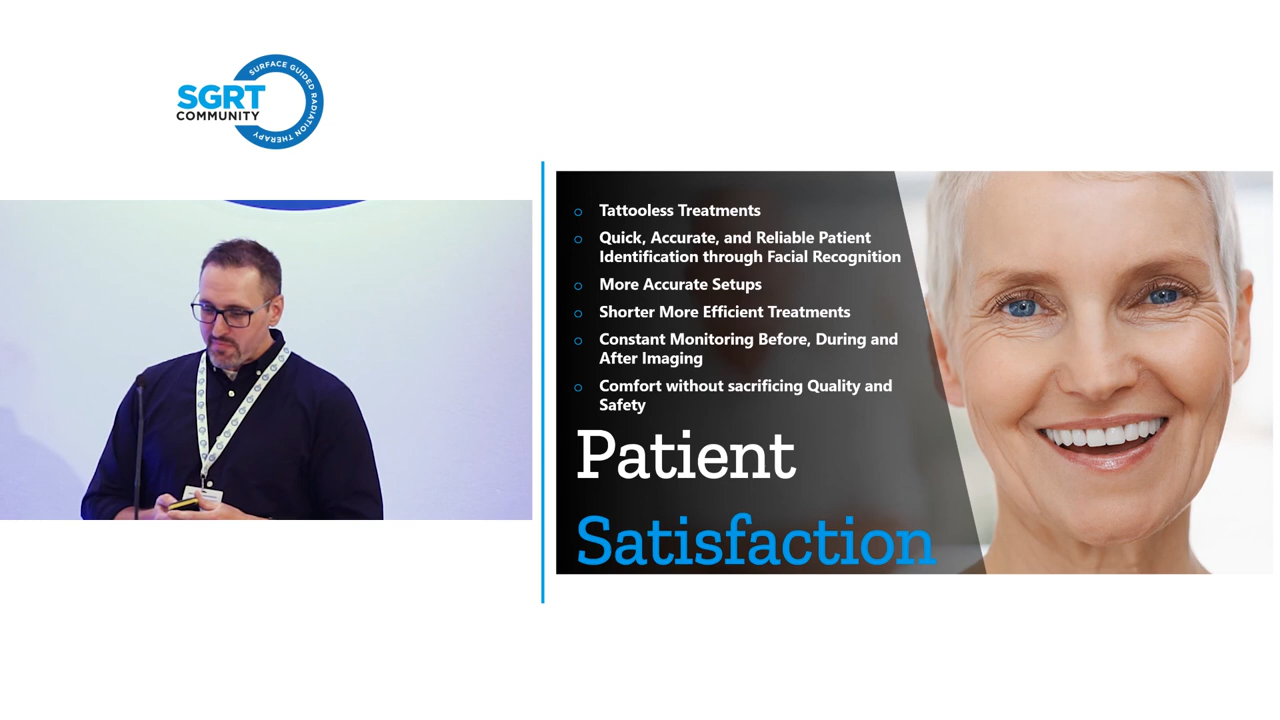 SURFACE GUIDED RADIATION THERAPY
SGRT
COMMUNITY
Tattooless Treatments
Quick, Accurate, and Reliable Patient
Identification through Facial Recognition
More Accurate Setups
Shorter More Efficient Treatments
Constant Monitoring Before, During and
After Imaging
Comfort without sacrificing Quality and
Safety
Patient
Satisfaction